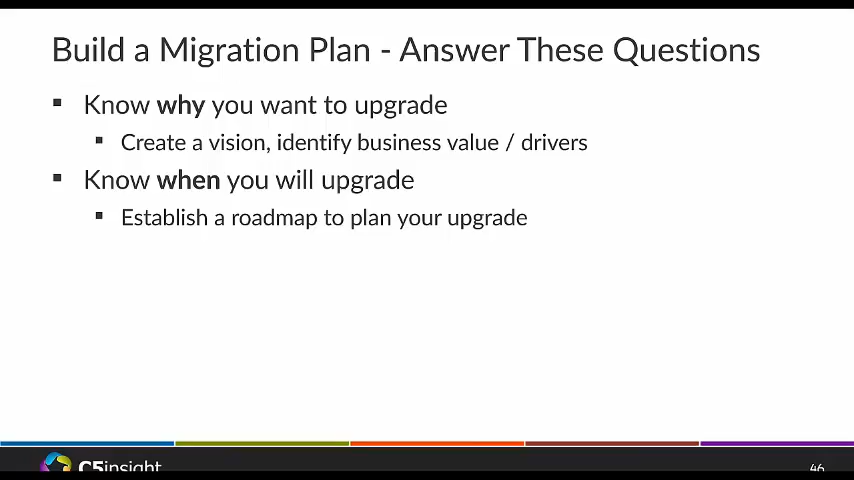 Build a Migration Plan - Answer These Questions
Know why you want to upgrade
Create a vision, identify business value / drivers
Know when you will upgrade
Establish a roadmap to plan your upgrade
C5insight
46